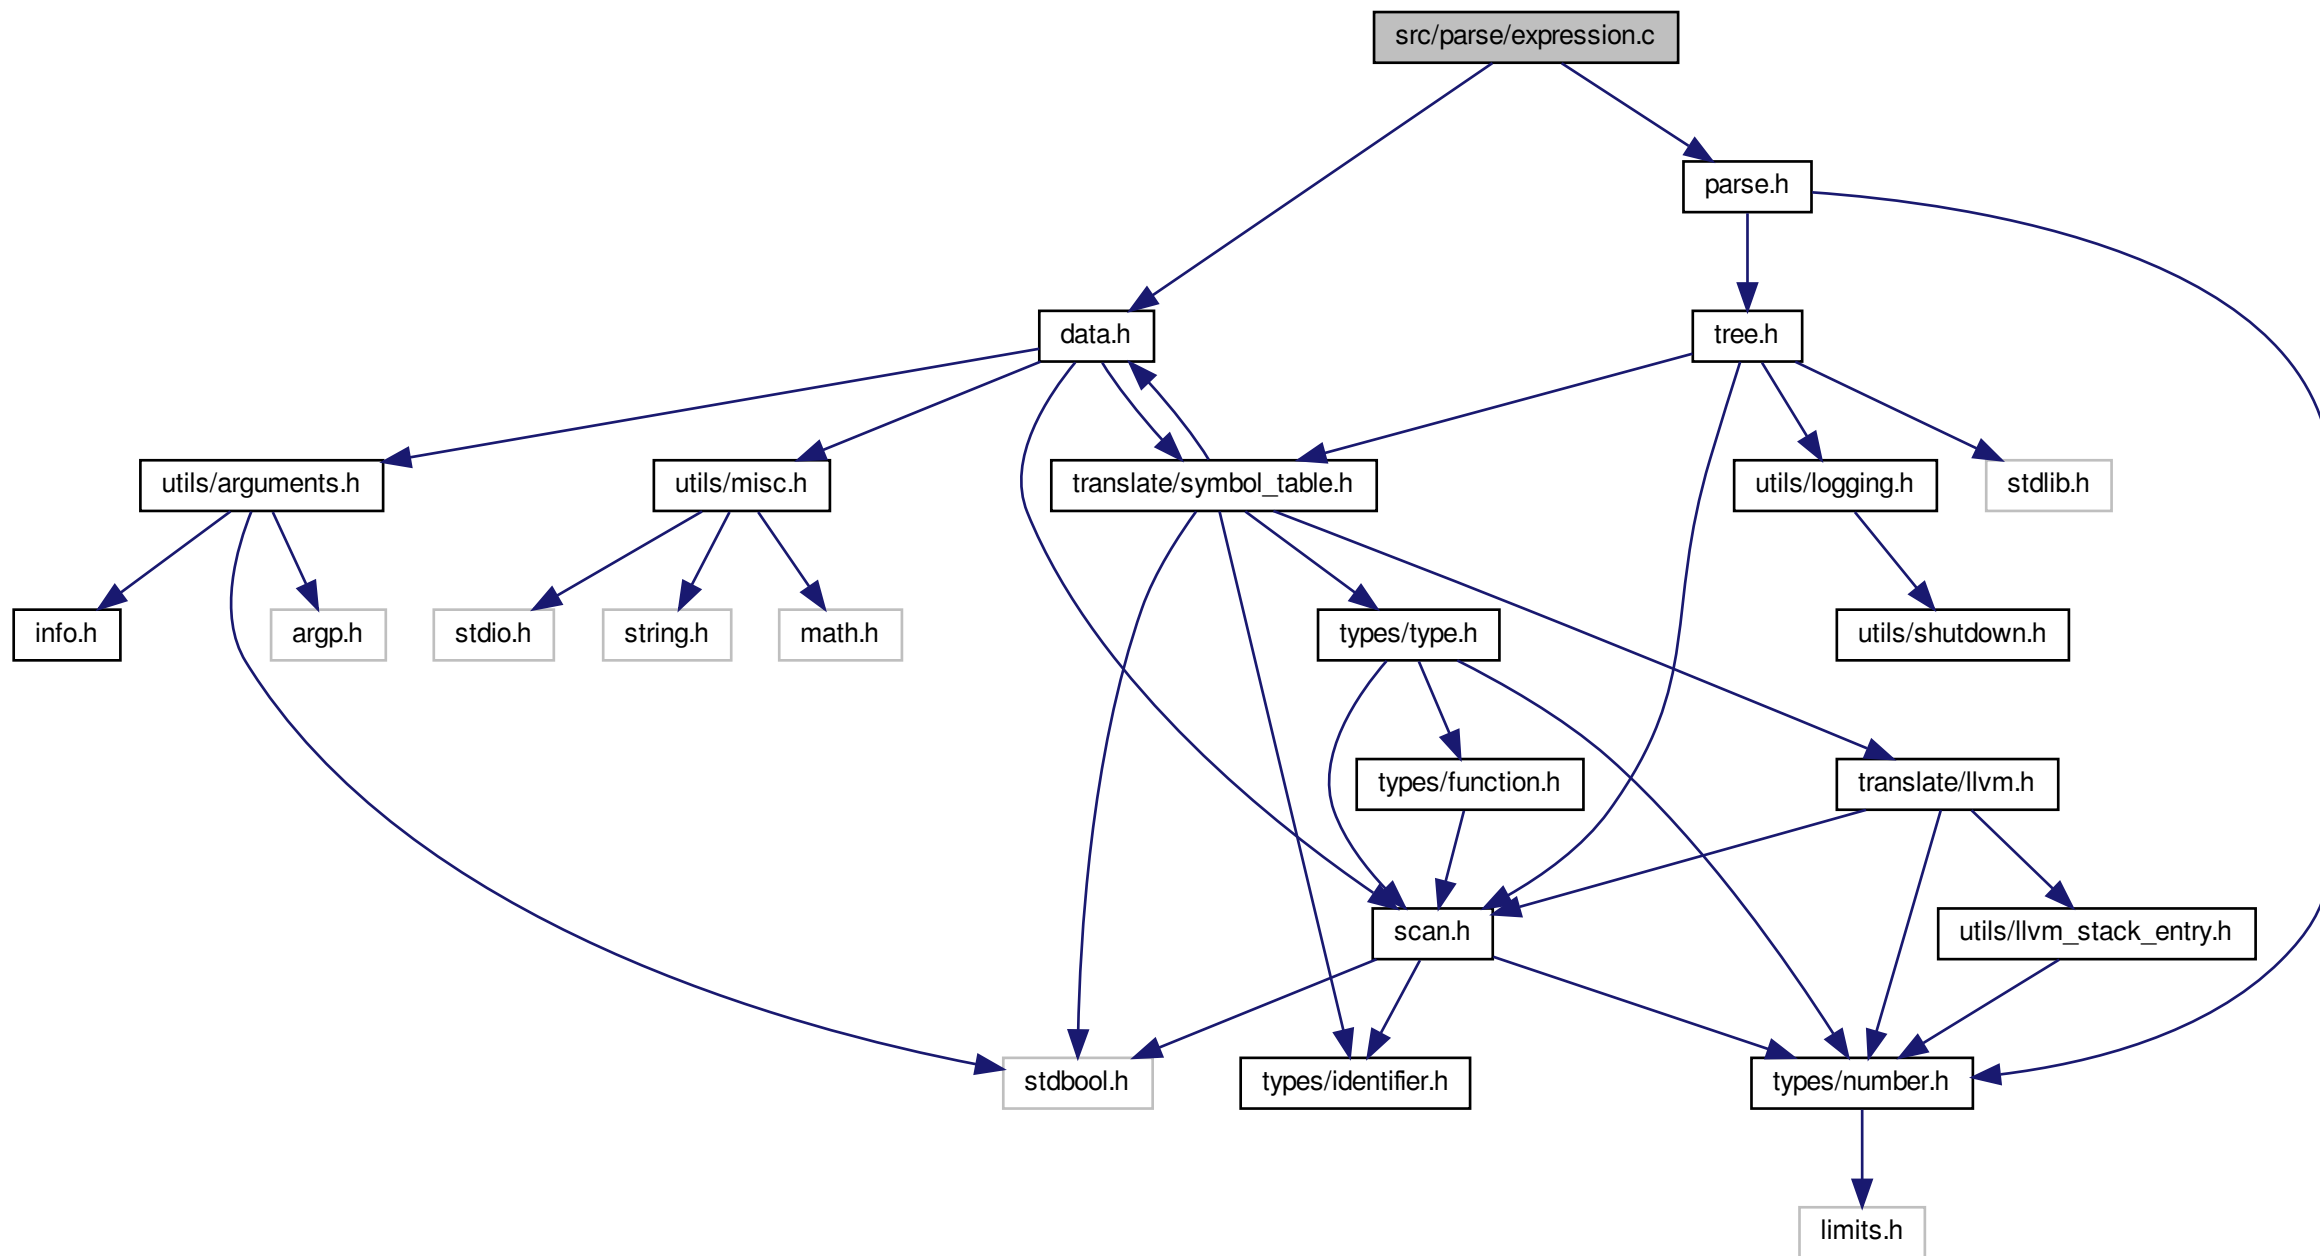 src/parse/expression.c
parse.h
data.h
tree.h
utils/arguments.h
utils/misc.h
translate/symbol_table.h
utils/logging.h
stdlib.h
info.h
argp.h
stdio.h
string.h
math.h
types/type.h
utils/shutdown.h
types/function.h
translate/llvm.h
scan.h
utils/llvm_stack_entry.h
stdbool.h
types/identifier.h
types/number.h
limits.h